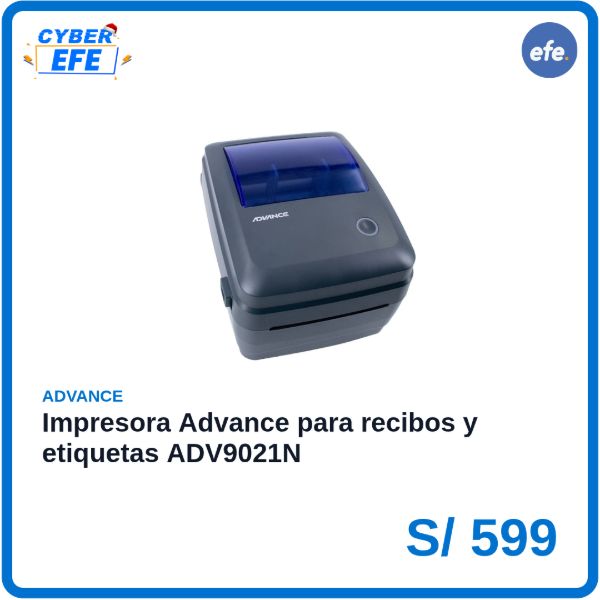 CYBER
EFE
efe.
ADVANCE
ADVANCE
Impresora Advance para recibos y
etiquetas ADV9021N
S/ 599